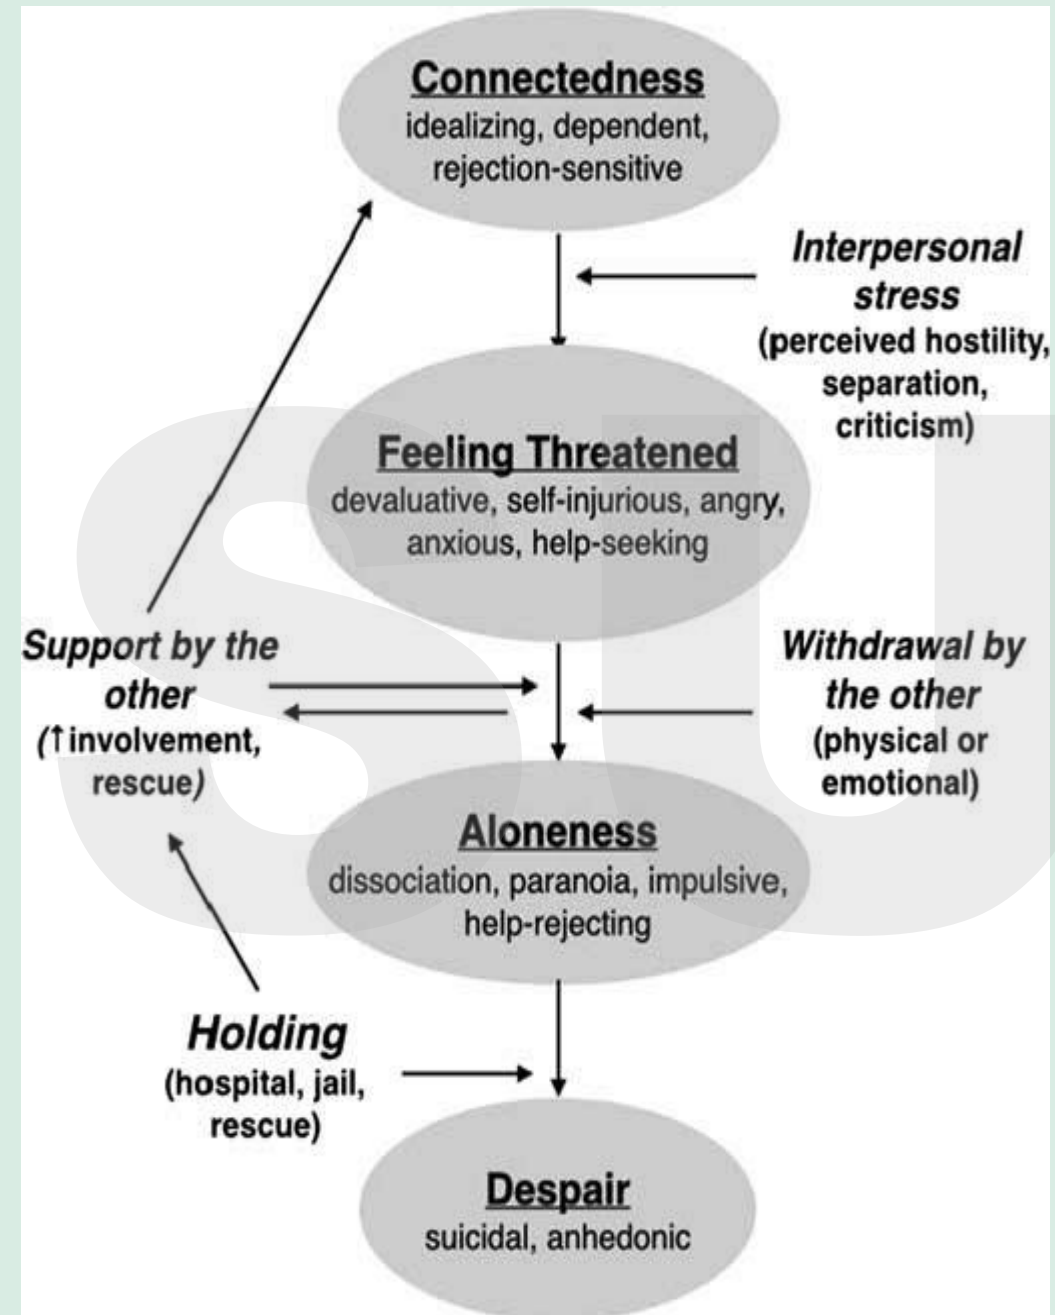 Connectedness
idealizing, dependent,
rejection-sensitive
Interpersonal
stress
(perceived hostility,
separation,
criticism)
Feeling Threatened
devaluative, self-injurious, angry,
anxious, help-seeking
Support by the
other
(↑involvement,
rescue)
Withdrawal by
the other
(physical or
emotional)
Aloneness
dissociation, paranoia, impulsive,
help-rejecting
Holding
(hospital, jail,
rescue)
Despair
suicidal, anhedonic
SU